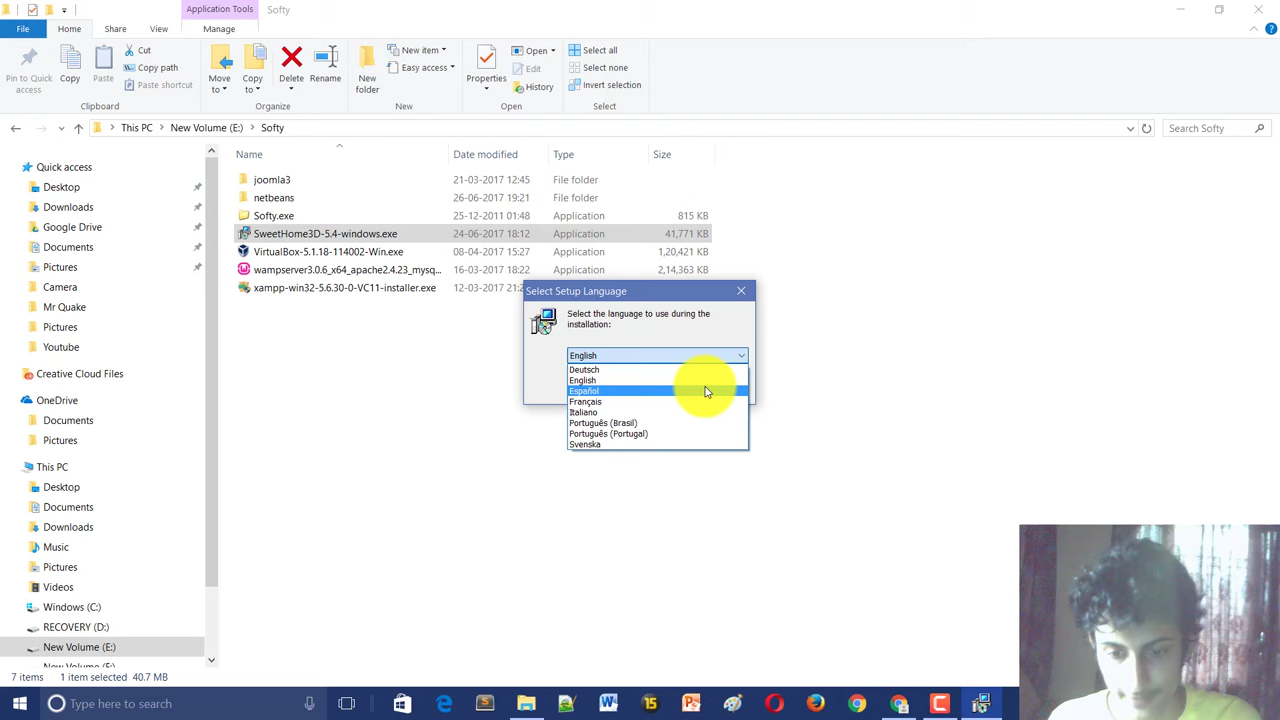 Application Tools
Softy
File
Home
Share
View
Manage
Pin to Quick access
Copy
Paste
Cut
Copy path
Paste shortcut
Clipboard
Move to
Copy to
Delete
Rename
Organize
New folder
New item
Easy access
New
Properties
Open
Edit
History
Open
Select all
Select none
Invert selection
Select
This PC
New Volume (E:)
Softy
Search Softy
Name
Date modified
Type
Size
joomla3 21-03-2017 12:45 File folder
netbeans 26-06-2017 19:21 File folder
Softy.exe 25-12-2011 01:48 Application 815 KB
SweetHome3D-5.4-windows.exe 24-06-2017 18:12 Application 41,771 KB
VirtualBox-5.1.18-114002-Win.exe 08-04-2017 15:27 Application 1,20,421 KB
wampserver3.0.6_x64_apache2.4.23_mysq... 16-03-2017 18:22 Application 2,14,363 KB
xampp-win32-5.6.30-0-VC11-installer.exe 12-03-2017
Quick access
Desktop
Downloads
Google Drive
Documents
Pictures
Camera
Mr Quake
Pictures
Youtube
Creative Cloud Files
OneDrive
Documents
Pictures
This PC
Desktop
Documents
Downloads
Music
Pictures
Videos
Windows (C:)
RECOVERY (D:)
New Volume (E:)
New Volume (F:)
Select Setup Language
Select the language to use during the
installation:
English
Deutsch
English
Español
Français
Italiano
Português (Brasil)
Português (Portugal)
Svenska
7 items
1 item selected 40.7 MB
Type here to search